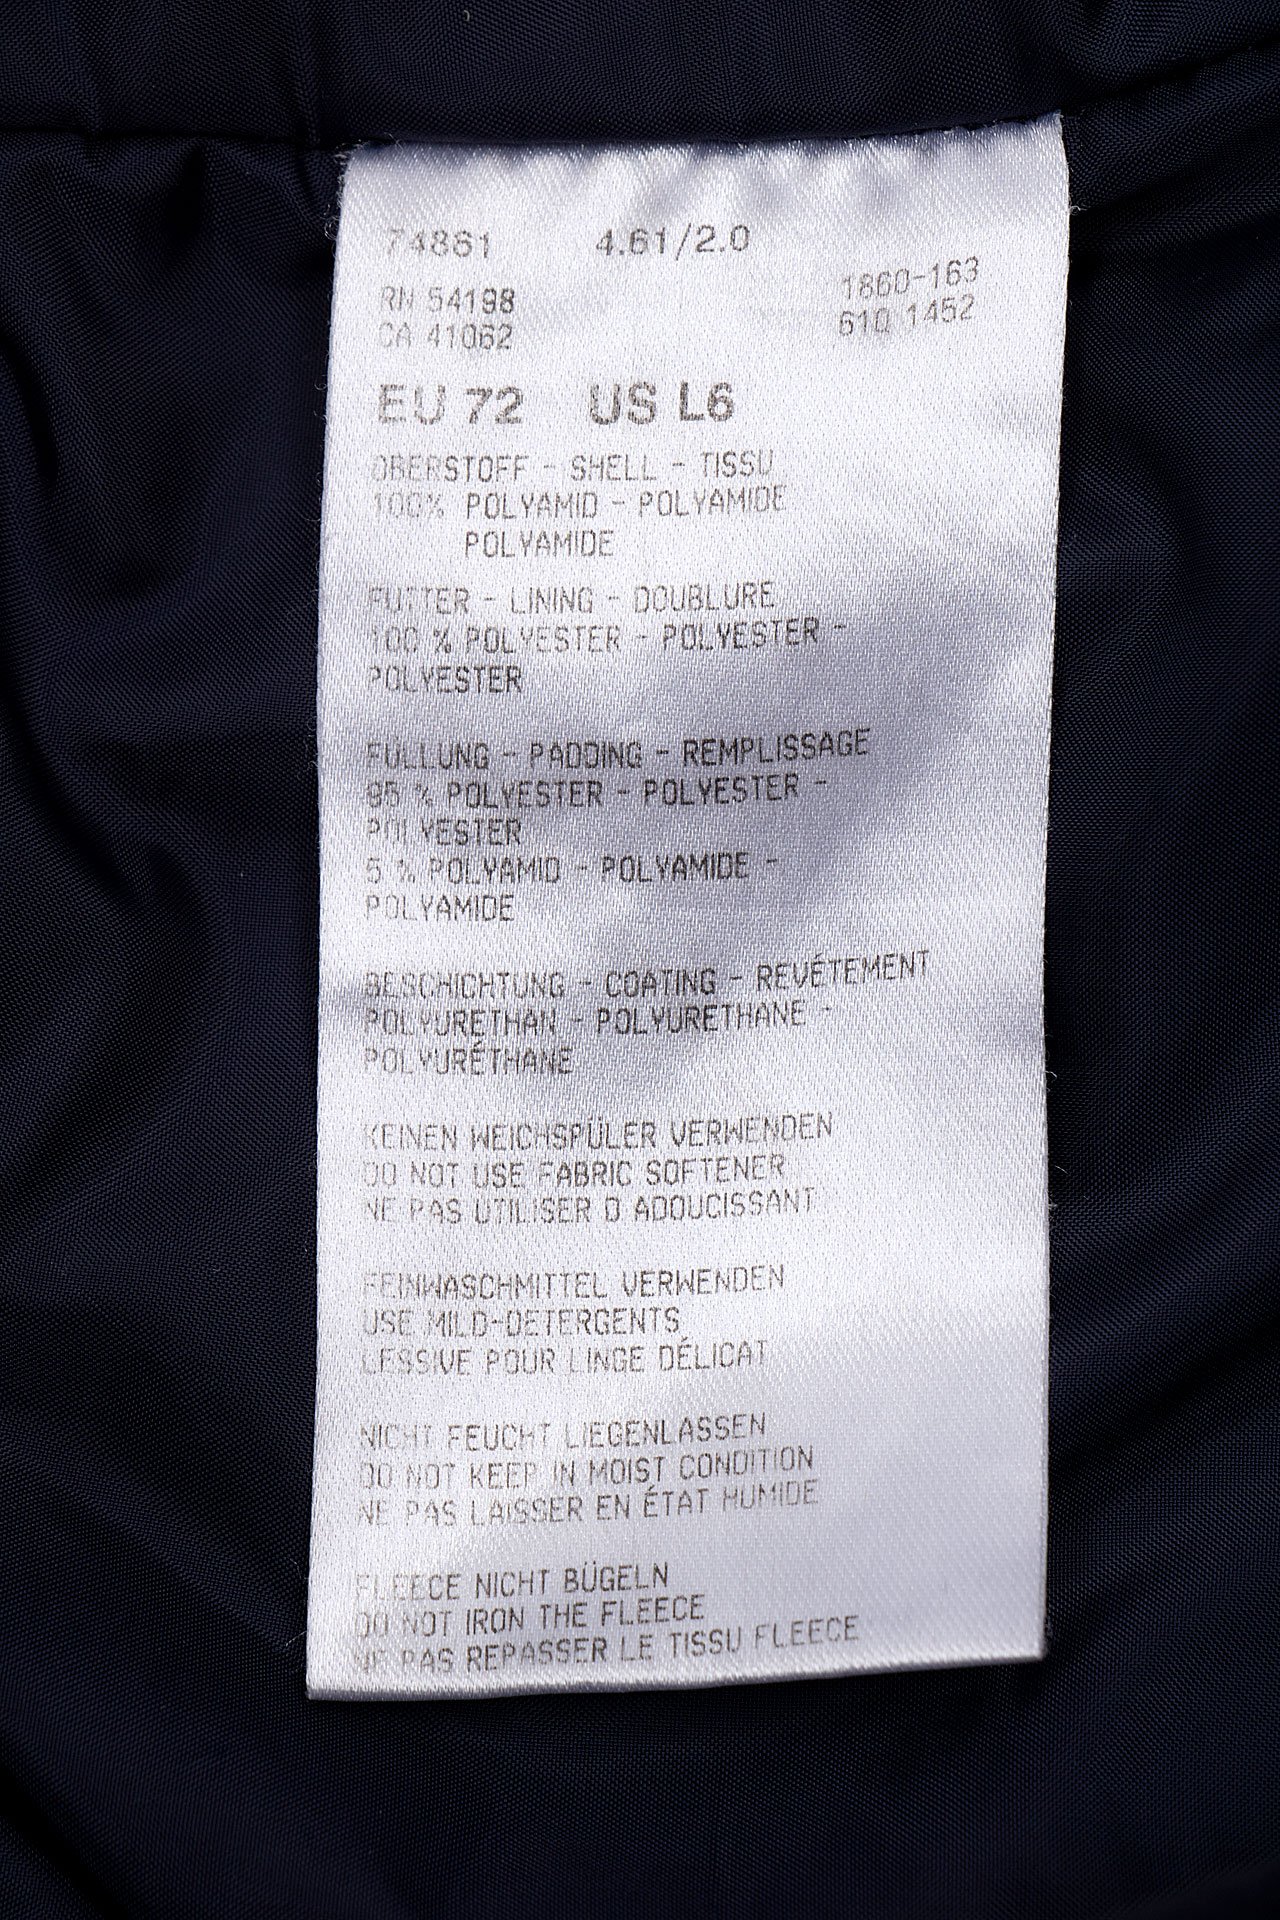 74861 4.61/2.0
RN 54198 1860-163
CA 41062 610 1452
EU 72 US L6
OBERSTOFF - SHELL - TISSU
100% POLYAMID - POLYAMIDE
POLYAMIDE
FUTTER - LINING - DOUBLURE
100 % POLYESTER - POLYESTER -
POLYESTER
FÜLLUNG - PADDING - REMPLISSAGE
95 % POLYESTER - POLYESTER -
POLYESTER
5 % POLYAMID - POLYAMIDE -
POLYAMIDE
BESCHICHTUNG - COATING - REVÉTEMENT
POLYURETHAN - POLYURETHANE -
POLYURÉTHANE
KEINEN WEICHSPÜLER VERWENDEN
DO NOT USE FABRIC SOFTENER
NE PAS UTILISER D ADOUCISSANT
FEINWASCHMITTEL VERWENDEN
USE MILD-DETERGENTS
LESSIVE POUR LINGE DÉLICAT
NICHT FEUCHT LIEGENLASSEN
DO NOT KEEP IN MOIST CONDITION
NE PAS LAISSER EN ÉTAT HUMIDE
FLEECE NICHT BÜGELN
DO NOT IRON THE FLEECE
NE PAS REPASSER LE TISSU FLEECE